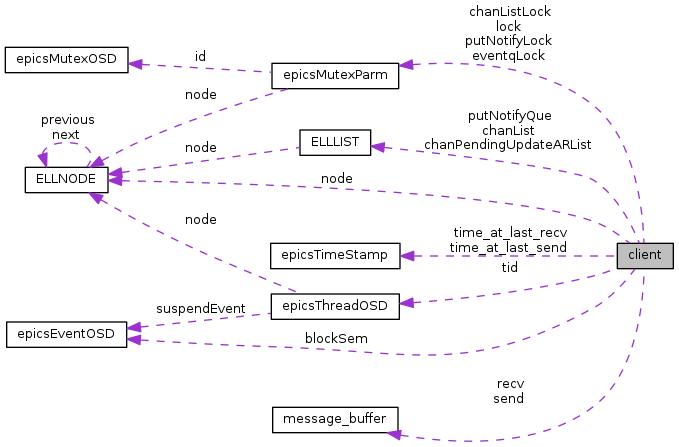 chanListLock
lock
putNotifyLock
eventqLock
epicsMutexOSD
id
epicsMutexParm
node
previous
next
putNotifyQue
chanList
chanPendingUpdateARList
ELLLIST
node
ELLNODE
node
node
time_at_last_recv
time_at_last_send
epicsTimeStamp
client
tid
suspendEvent
epicsThreadOSD
epicsEventOSD
blockSem
recv
send
message_buffer